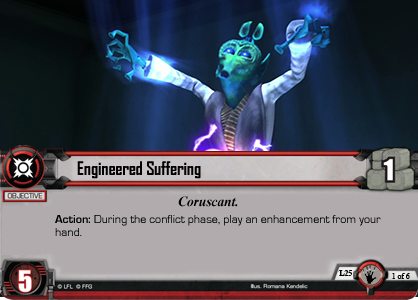 Engineered Suffering
1
OBJECTIVE
Coruscant.
Action: During the conflict phase, play an enhancement from your
hand.
5
© LFL © FFG
Illus. Romana Kendelic
L25
1 of 6